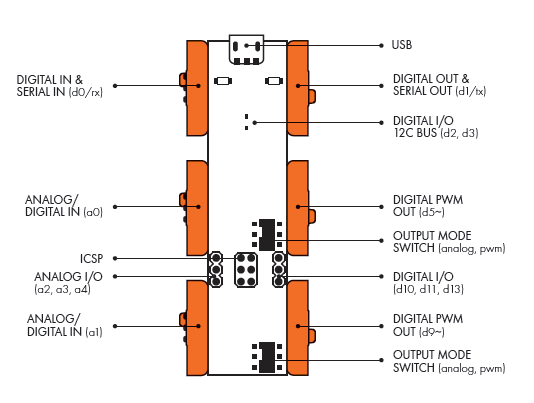 USB
DIGITAL IN &
SERIAL IN (d0/rx)
DIGITAL OUT &
SERIAL OUT (d1/rx)
DIGITAL I/O
12C BUS (d2, d3)
ANALOG/
DIGITAL IN (a0)
DIGITAL PWM
OUT (d5~)
OUTPUT MODE
SWITCH (analog, pwm)
ICSP
ANALOG I/O
(a2, a3, a4)
DIGITAL I/O
(d10, d11, d13)
ANALOG/
DIGITAL IN (a1)
DIGITAL PWM
OUT (d9~)
OUTPUT MODE
SWITCH (analog, pwm)